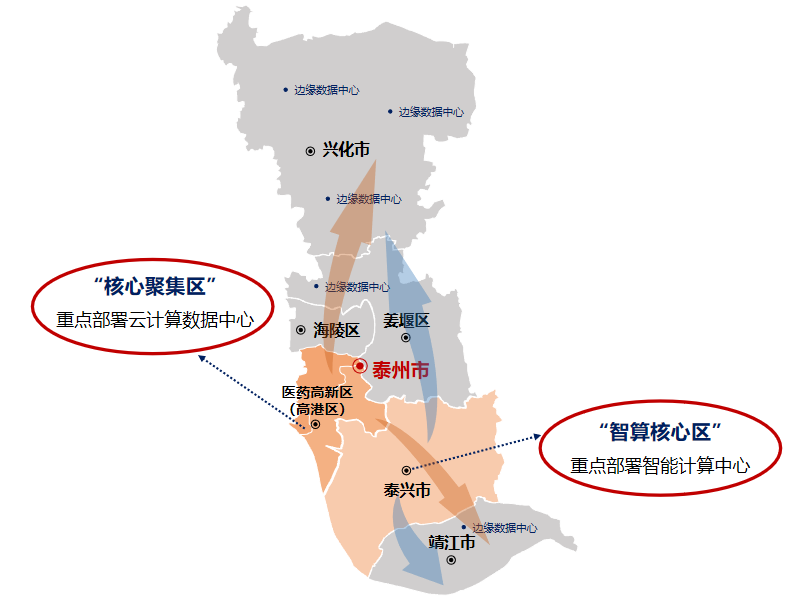 边缘数据中心
边缘数据中心
兴化市
边缘数据中心
“核心聚集区”
重点部署云计算数据中心
边缘数据中心
海陵区
姜堰区
泰州市
医药高新区
（高港区）
“智算核心区”
重点部署智能计算中心
泰兴市
边缘数据中心
靖江市